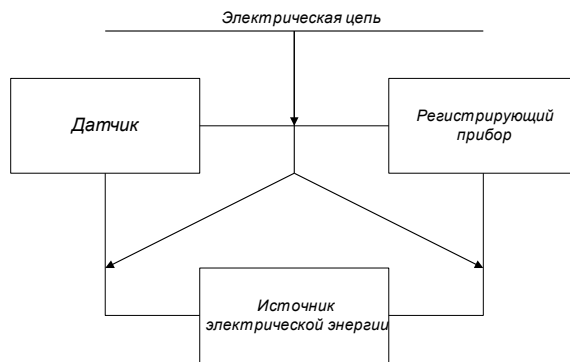 Электрическая цепь
Датчик
Регистрирующий
прибор
Источник
электрической энергии